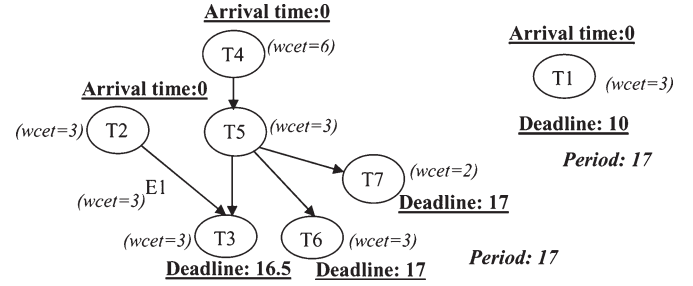 Arrival time:0
T4 (wcet=6)
Arrival time:0
T1 (wcet=3)
Deadline: 10
Period: 17
Arrival time:0
(wcet=3) T2
T5 (wcet=3)
T7 (wcet=2)
Deadline: 17
(wcet=3) E1
(wcet=3) T3
Deadline: 16.5
T6 (wcet=3)
Deadline: 17
Period: 17